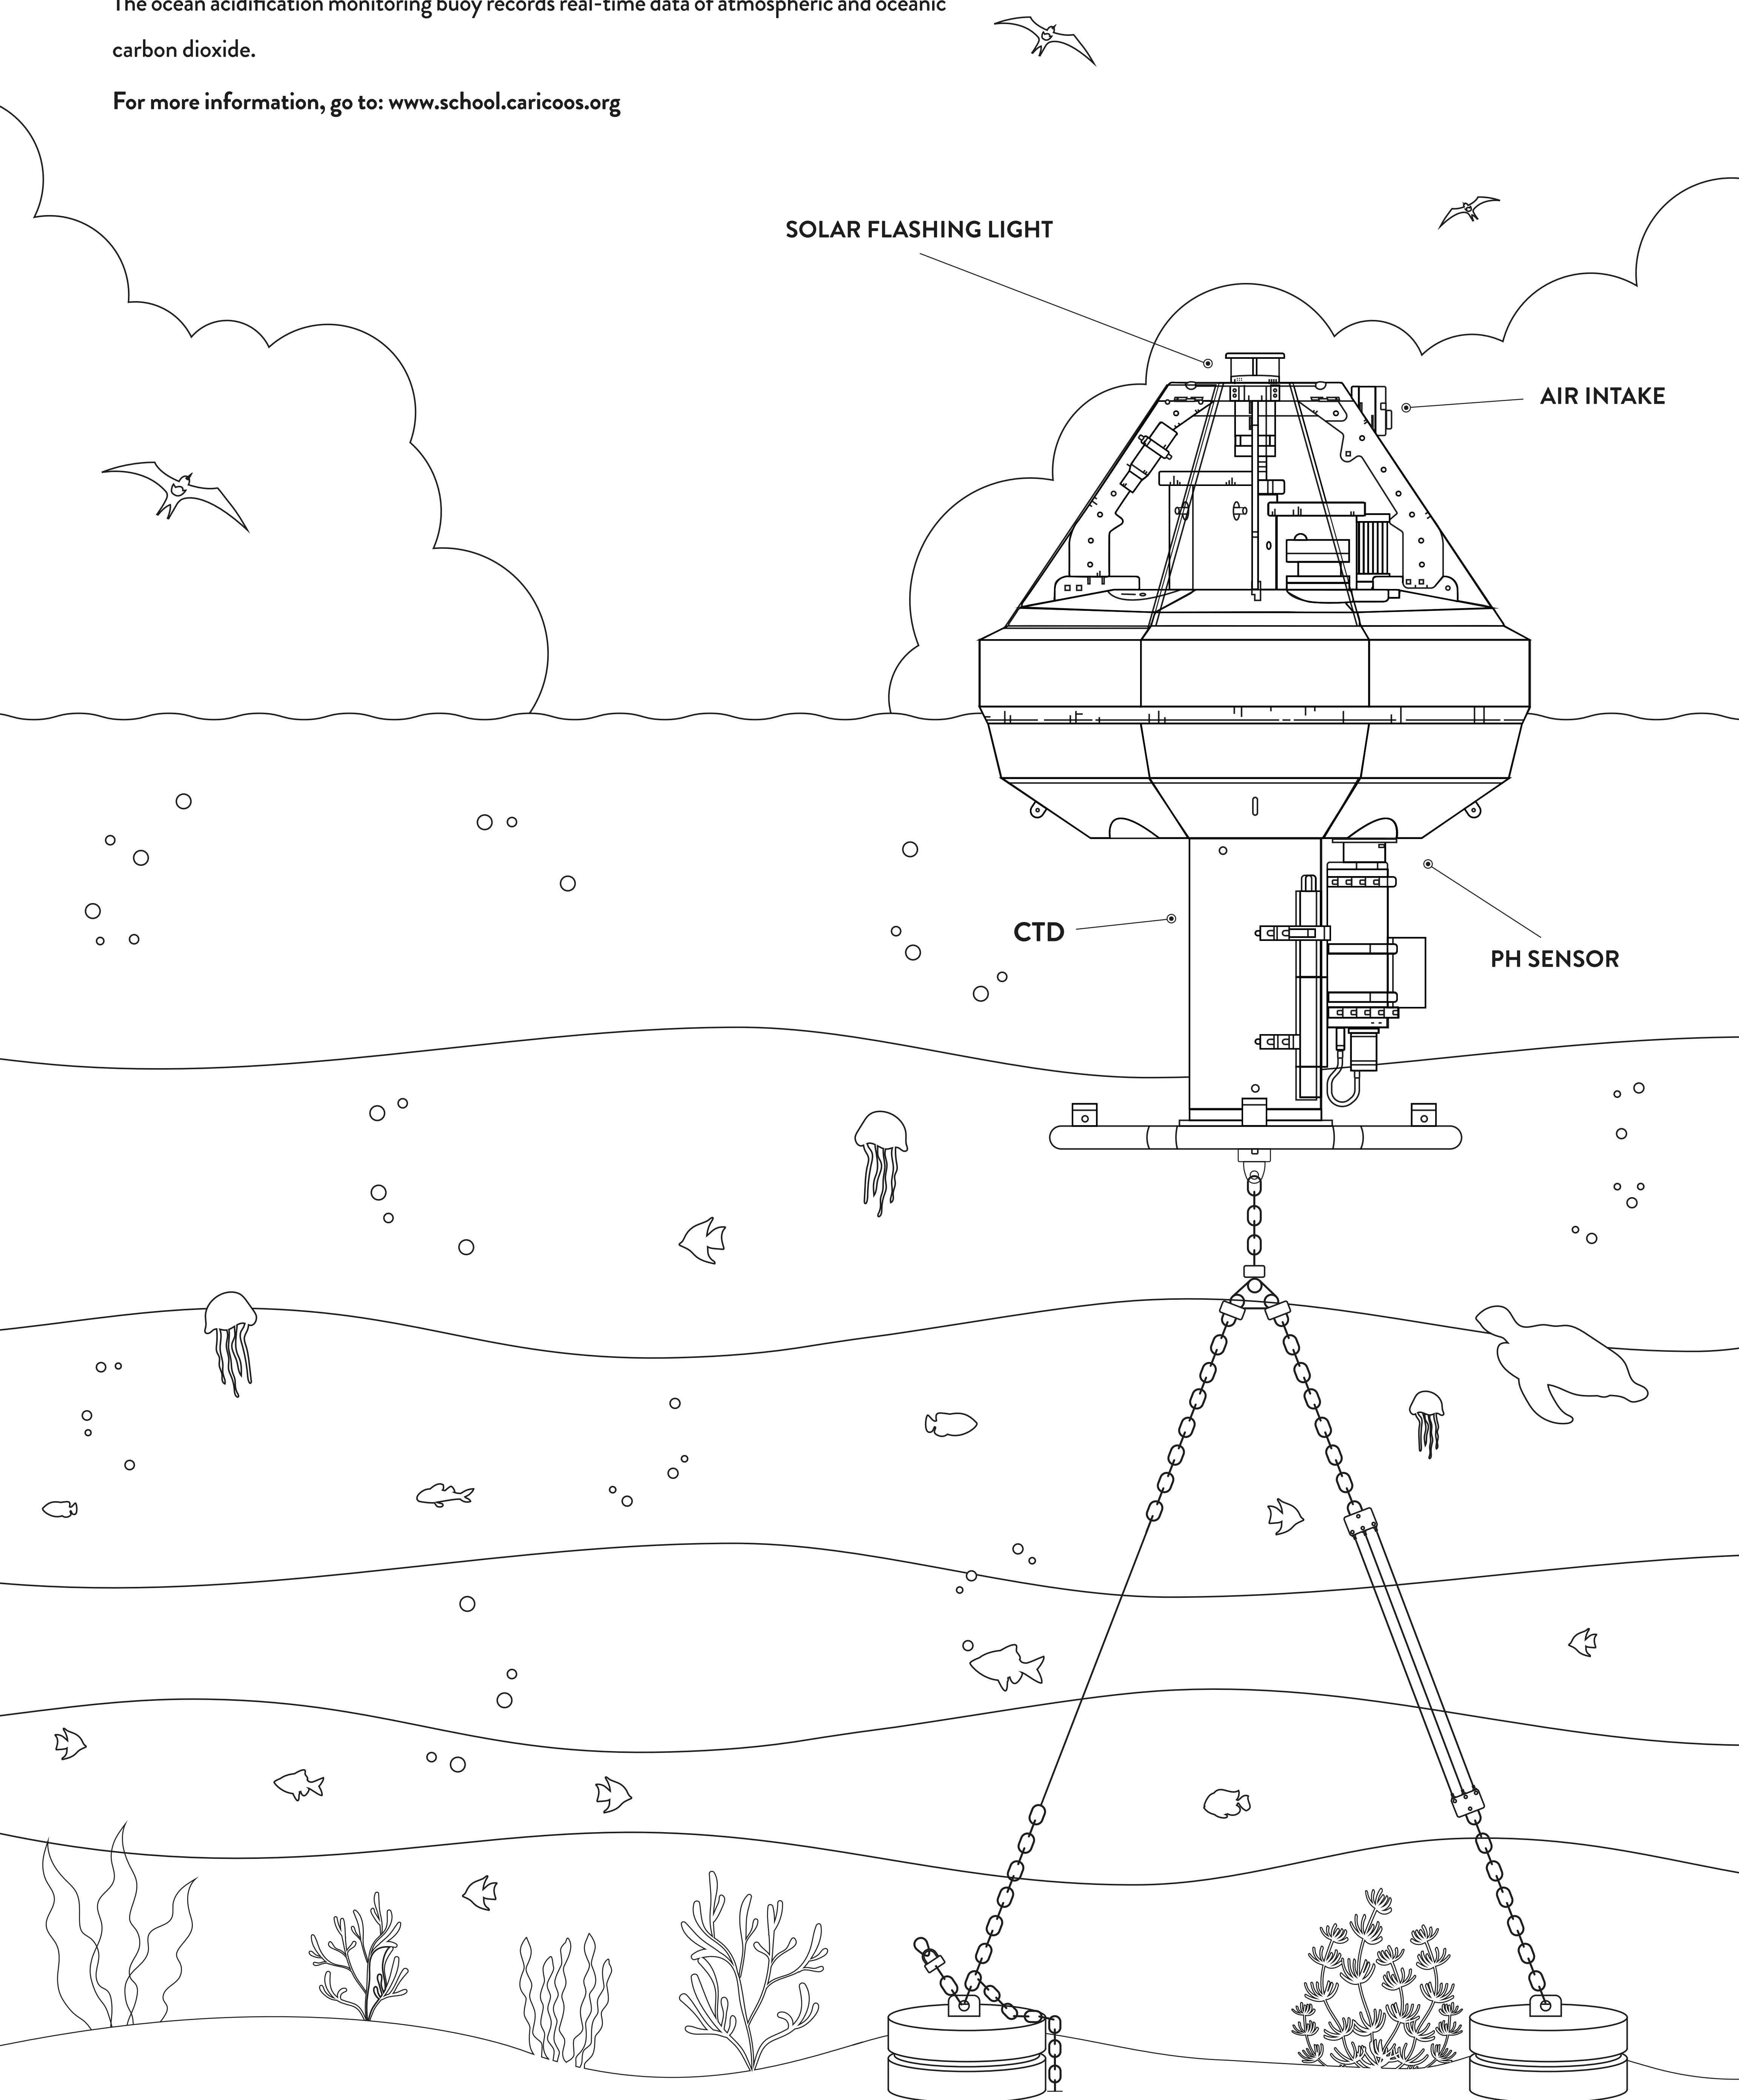 The ocean acidification monitoring buoy records real-time data of atmospheric and oceanic
carbon dioxide.
For more information, go to: www.school.caricoos.org
SOLAR FLASHING LIGHT
AIR INTAKE
CTD
PH SENSOR